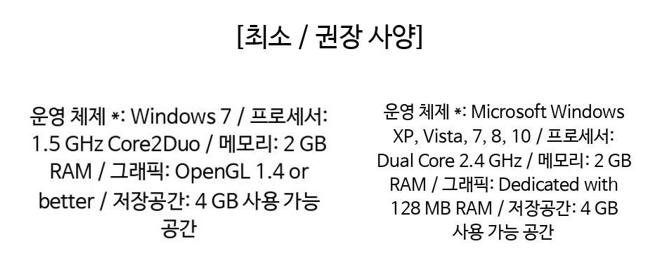 [최소 / 권장 사양]
운영 체제 *: Windows 7 / 프로세서:
1.5 GHz Core2Duo / 메모리: 2 GB
RAM / 그래픽: OpenGL 1.4 or
better / 저장공간: 4 GB 사용 가능
공간
운영 체제 *: Microsoft Windows
XP, Vista, 7, 8, 10 / 프로세서:
Dual Core 2.4 GHz / 메모리: 2 GB
RAM / 그래픽: Dedicated with
128 MB RAM / 저장공간: 4 GB
사용 가능 공간